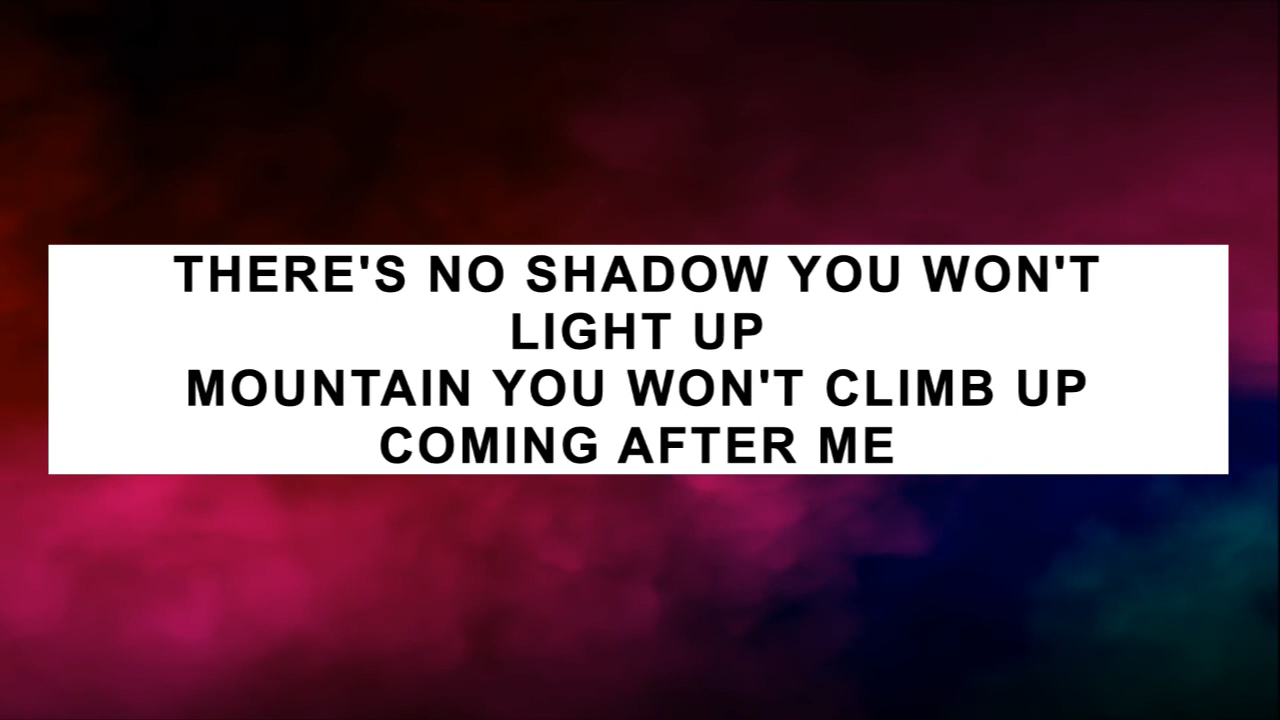 THERE'S NO SHADOW YOU WON'T
LIGHT UP
MOUNTAIN YOU WON'T CLIMB UP
COMING AFTER ME